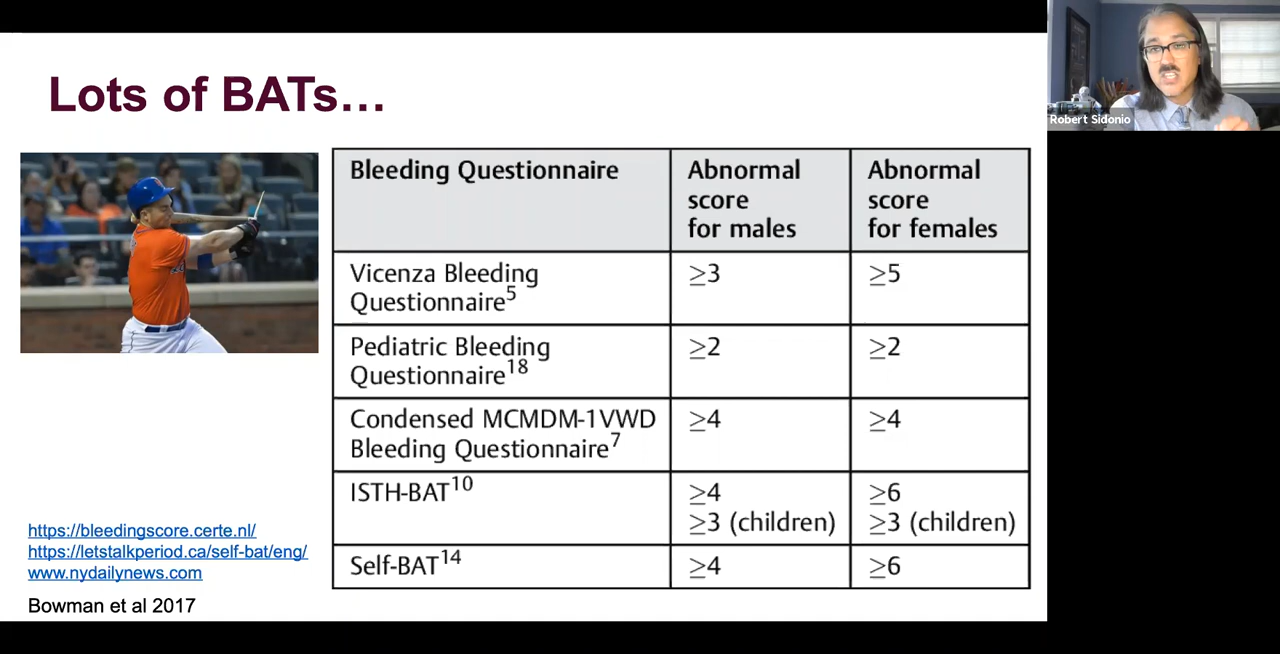 Lots of BATs…
Robert Sidonio
Bleeding Questionnaire
Abnormal
score
for males
Abnormal
score
for females
Vicenza Bleeding
Questionnaire5
≥3
≥5
Pediatric Bleeding
Questionnaire18
≥2
≥2
Condensed MCMDM-1VWD
Bleeding Questionnaire7
≥4
≥4
ISTH-BAT10
≥4
≥3 (children)
≥6
≥3 (children)
Self-BAT14
≥4
≥6
https://bleedingscore.certe.nl/
https://letstalkperiod.ca/self-bat/eng/
www.nydailynews.com
Bowman et al 2017